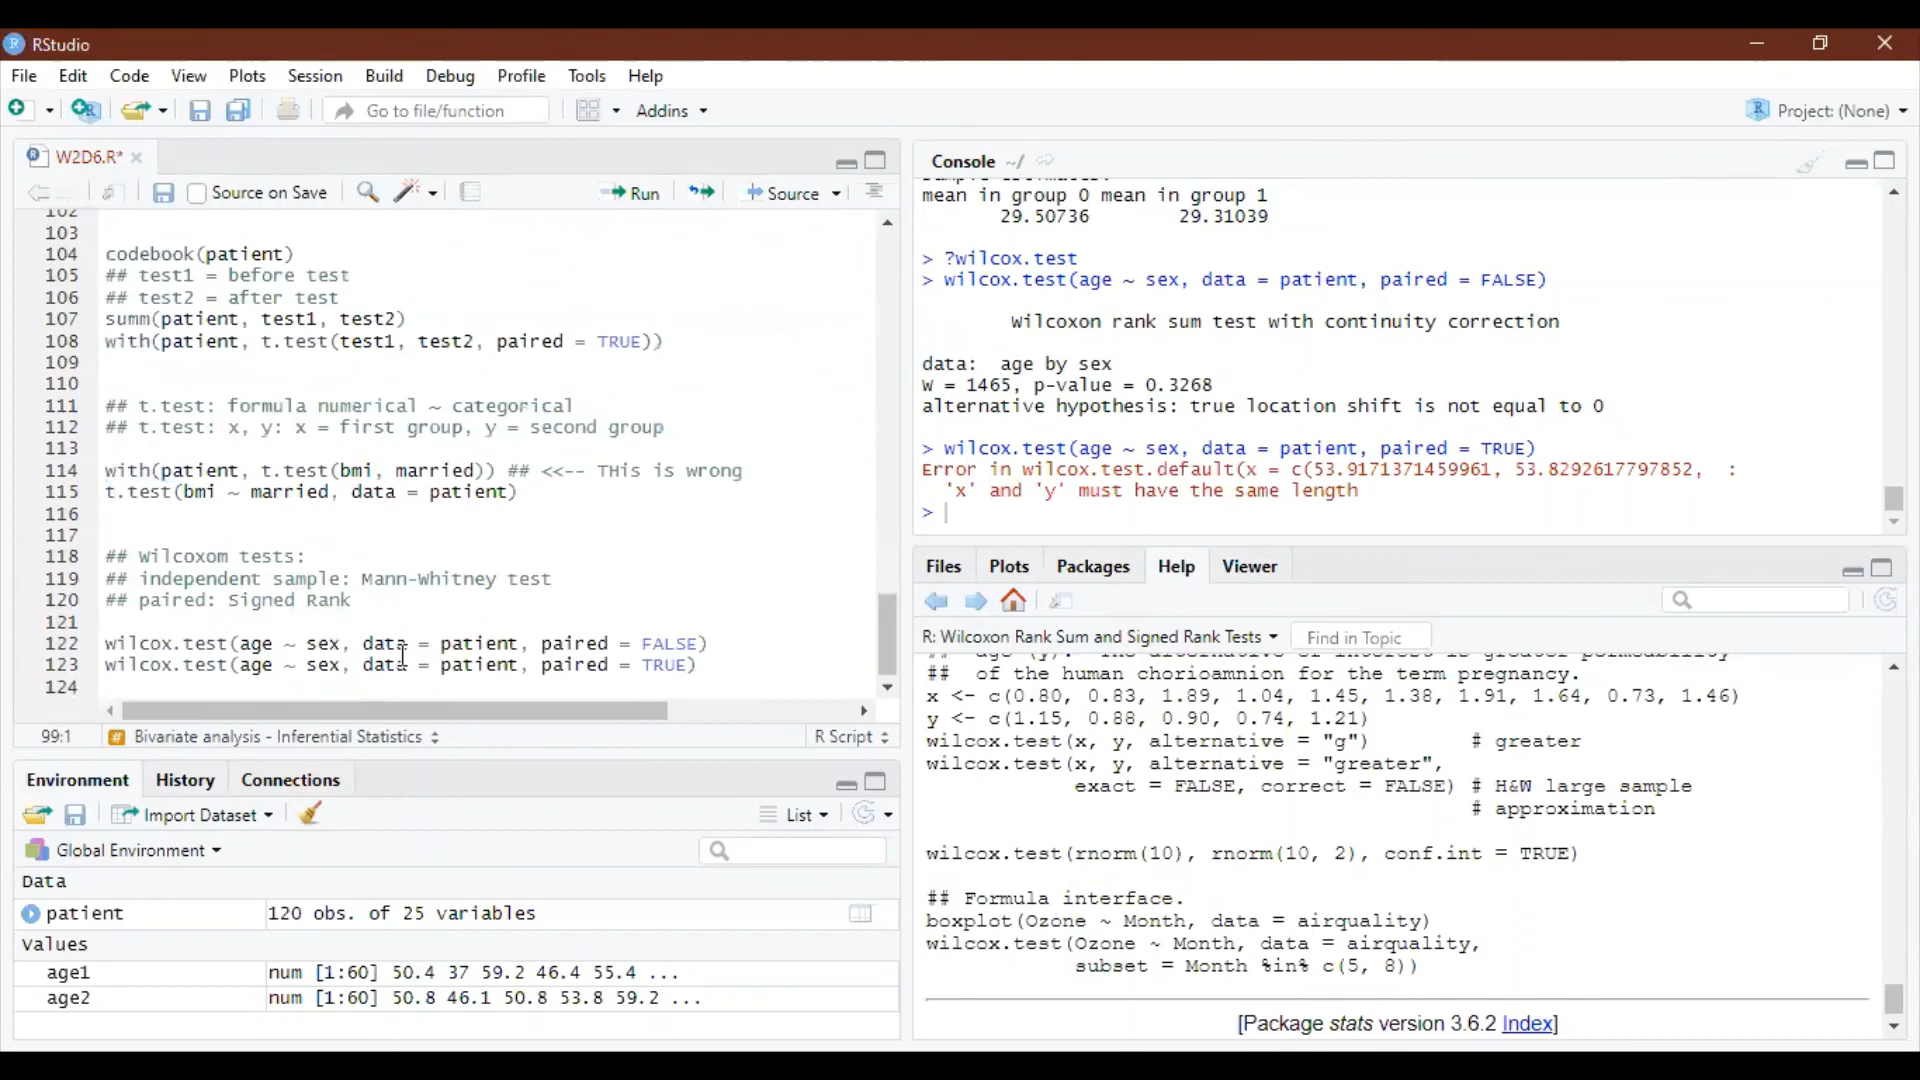 RStudio
File Edit Code View Plots Session Build Debug Profile Tools Help
Go to file/function Addins Project: (None)
W2D6.R*
Source on Save Run Source
102
103
104 codebook(patient)
105 ## test1 = before test
106 ## test2 = after test
107 summ(patient, test1, test2)
108 with(patient, t.test(test1, test2, paired = TRUE))
109
110
111 ## t.test: formula numerical ~ categorical
112 ## t.test: x, y: x = first group, y = second group
113
114 with(patient, t.test(bmi, married)) ## <<-- THis is wrong
115 t.test(bmi ~ married, data = patient)
116
117
118 ## Wilcoxom tests:
119 ## independent sample: Mann-Whitney test
120 ## paired: Signed Rank
121
122 wilcox.test(age ~ sex, data = patient, paired = FALSE)
123 wilcox.test(age ~ sex, data = patient, paired = TRUE)
124
99:1 Bivariate analysis - Inferential Statistics R Script
Environment History Connections
Import Dataset List
Global Environment
Data
patient 120 obs. of 25 variables
Values
age1 num [1:60] 50.4 37 59.2 46.4 55.4 ...
age2 num [1:60] 50.8 46.1 50.8 53.8 59.2 ...
Console ~/
mean in group 0 mean in group 1
29.50736 29.31039
> ?wilcox.test
> wilcox.test(age ~ sex, data = patient, paired = FALSE)
Wilcoxon rank sum test with continuity correction
data: age by sex
W = 1465, p-value = 0.3268
alternative hypothesis: true location shift is not equal to 0
> wilcox.test(age ~ sex, data = patient, paired = TRUE)
Error in wilcox.test.default(x = c(53.9171371459961, 53.8292617797852, :
'x' and 'y' must have the same length
>
Files Plots Packages Help Viewer
R: Wilcoxon Rank Sum and Signed Rank Tests Find in Topic
## of the human chorioamnion for the term pregnancy.
x <- c(0.80, 0.83, 1.89, 1.04, 1.45, 1.38, 1.91, 1.64, 0.73, 1.46)
y <- c(1.15, 0.88, 0.90, 0.74, 1.21)
wilcox.test(x, y, alternative = "g") # greater
wilcox.test(x, y, alternative = "greater",
exact = FALSE, correct = FALSE) # H&W large sample
# approximation
wilcox.test(rnorm(10), rnorm(10, 2), conf.int = TRUE)
## Formula interface.
boxplot(Ozone ~ Month, data = airquality)
wilcox.test(Ozone ~ Month, data = airquality,
subset = Month %in% c(5, 8))
[Package stats version 3.6.2 Index]